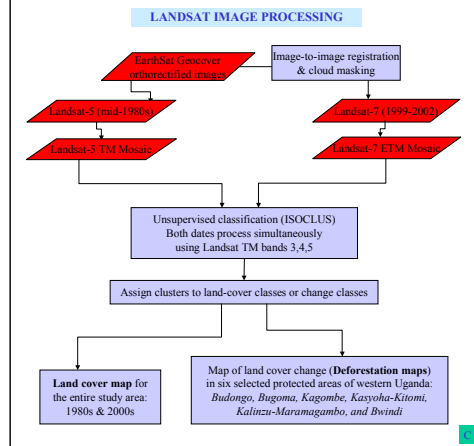 LANDSAT IMAGE PROCESSING
EarthSat Geocover
orthorectified images
Image-to-image registration
& cloud masking
Landsat-5 (mid-1980s)
Landsat-7 (1999-2002)
Landsat-5 TM Mosaic
Landsat-7 ETM Mosaic
Unsupervised classification (ISOCLUS)
Both dates process simultaneously
using Landsat TM bands 3,4,5
Assign clusters to land-cover classes or change classes
Land cover map for
the entire study area:
1980s & 2000s
Map of land cover change (Deforestation maps)
in six selected protected areas of western Uganda:
Budongo, Bugoma, Kagombe, Kasyoha-Kitomi,
Kalinzu-Maramagambo, and Bwindi
C